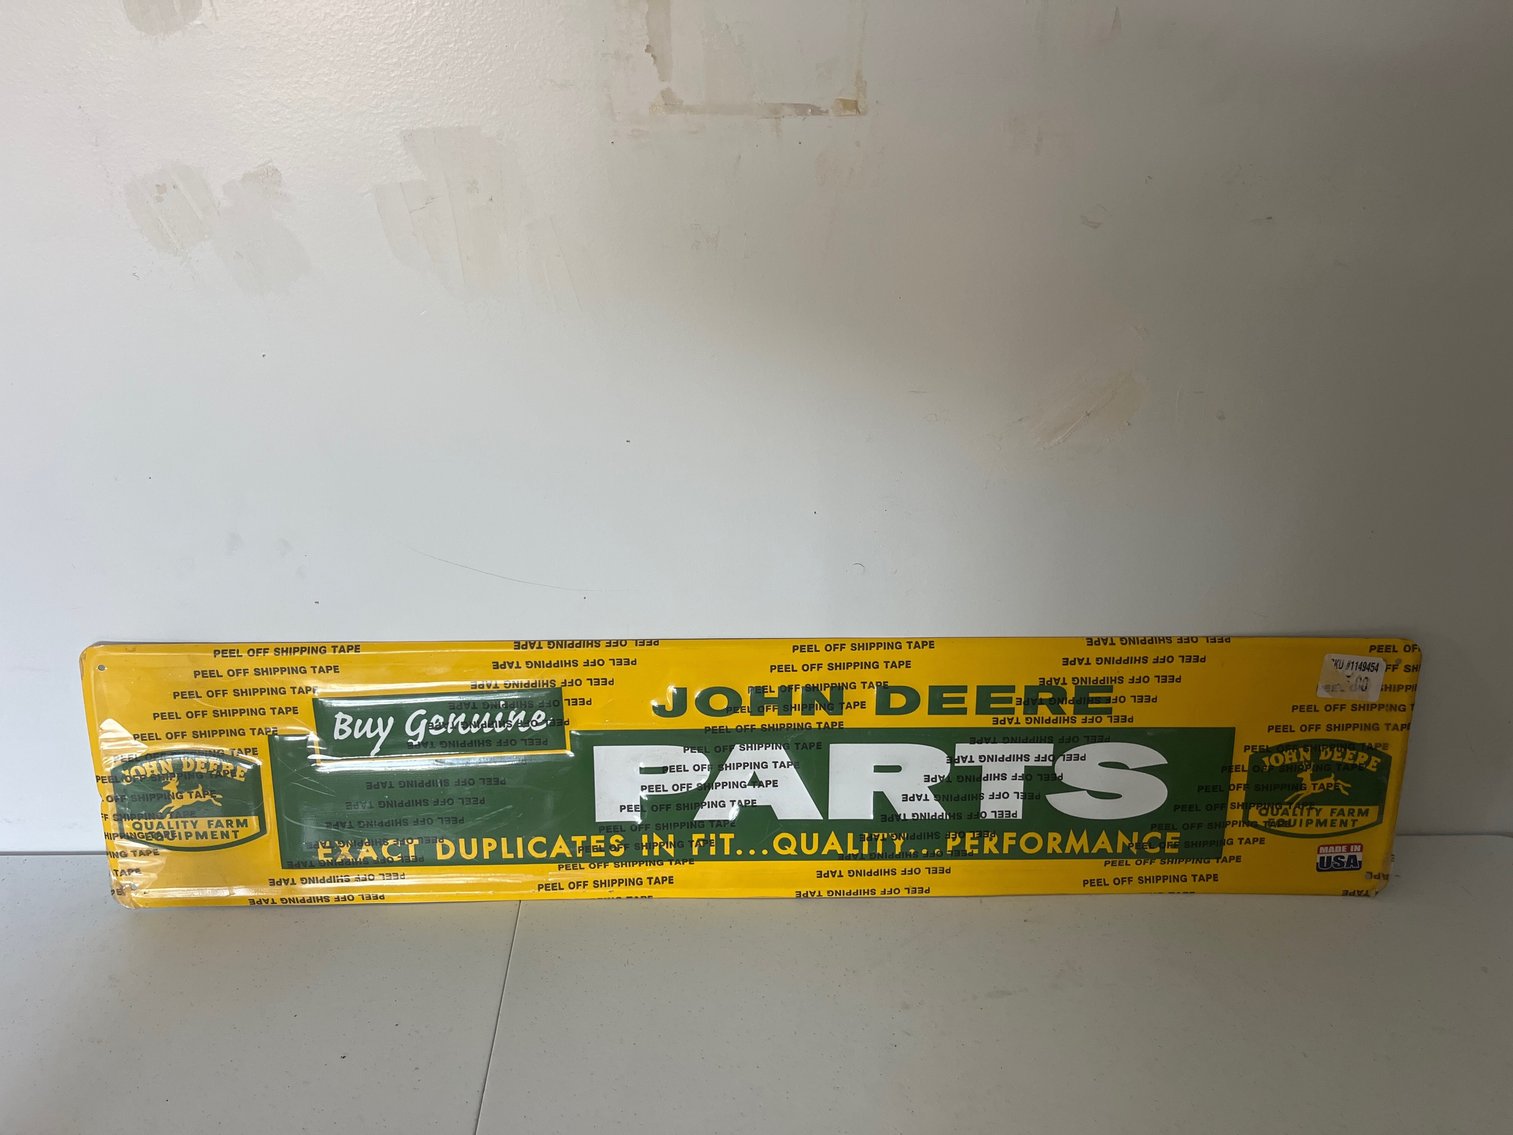 PEEL OFF SHIPPING TAPE
Buy Genuine
JOHN DEERE
PARTS
EXACT DUPLICATES IN FIT...QUALITY...PERFORMANCE
JOHN DEERE
QUALITY FARM
EQUIPMENT
JOHN DEERE
QUALITY FARM
EQUIPMENT
#1149454
MADE IN
USA